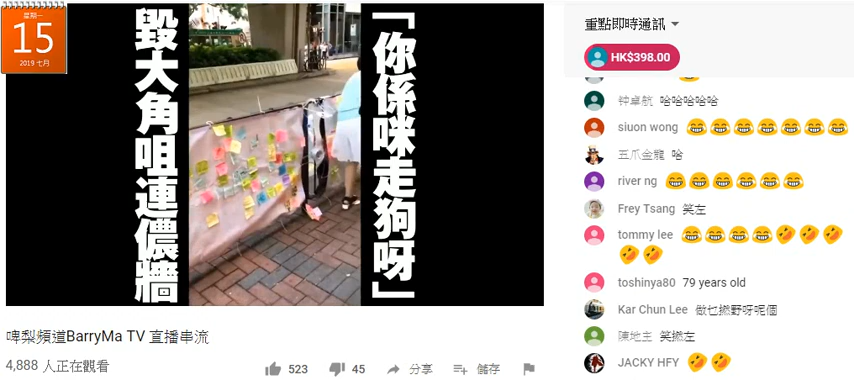 星期一
15
2019 七月
毀大角咀連儂牆
「你係咪走狗呀」
啤梨頻道BarryMa TV 直播串流
4,888 人正在觀看
523
45
分享
儲存
重點即時通訊
HK$398.00
钟卓航 哈哈哈哈哈
siuon wong 😂😂😂😂😂😂😂
五爪金龍 哈
river ng 😂😂😂😂😂😂
Frey Tsang 笑左
tommy lee 😂😂😂😂🤣🤣🤣
🤣🤣
toshinya80 79 years old
Kar Chun Lee 做乜撚野呀呢個
陳地主 笑撚左
JACKY HFY 🤣🤣